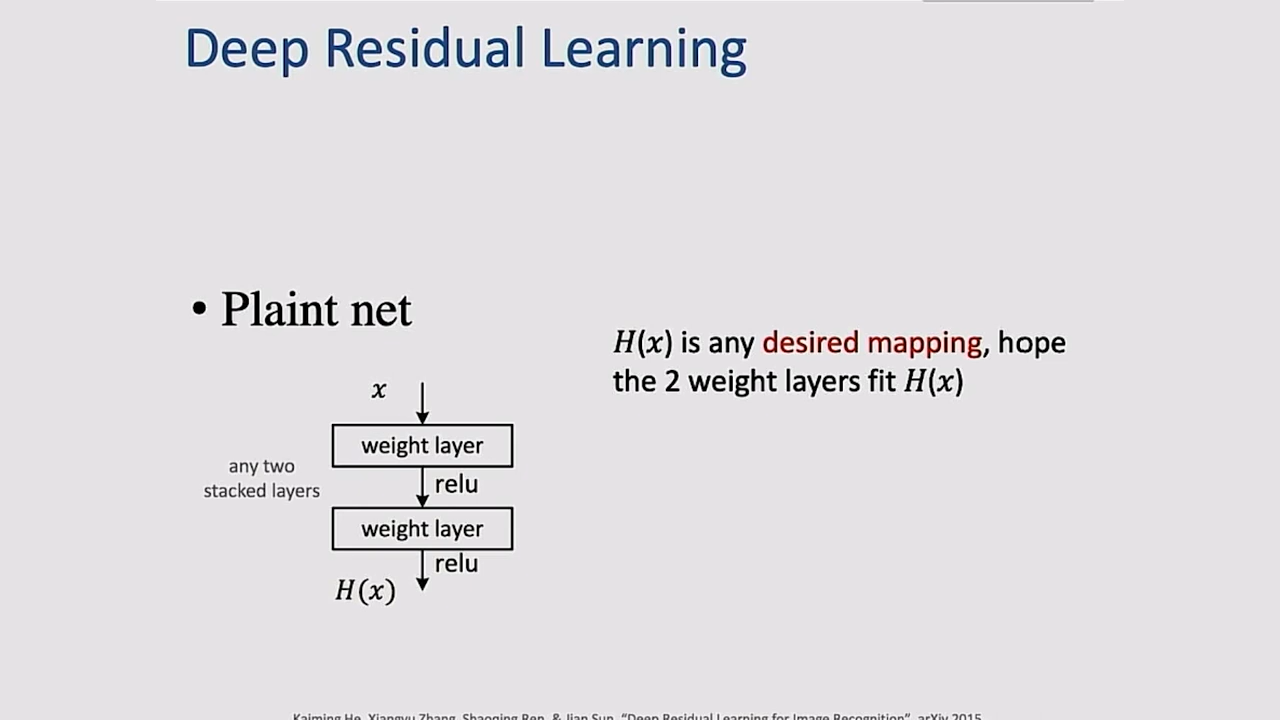 Deep Residual Learning
• Plaint net
H(x) is any desired mapping, hope
the 2 weight layers fit H(x)
x
weight layer
any two
stacked layers
relu
weight layer
relu
H(x)
Kaiming He, Xiangyu Zhang, Shaoqing Ren, & Jian Sun. "Deep Residual Learning for Image Recognition". arXiv 2015.